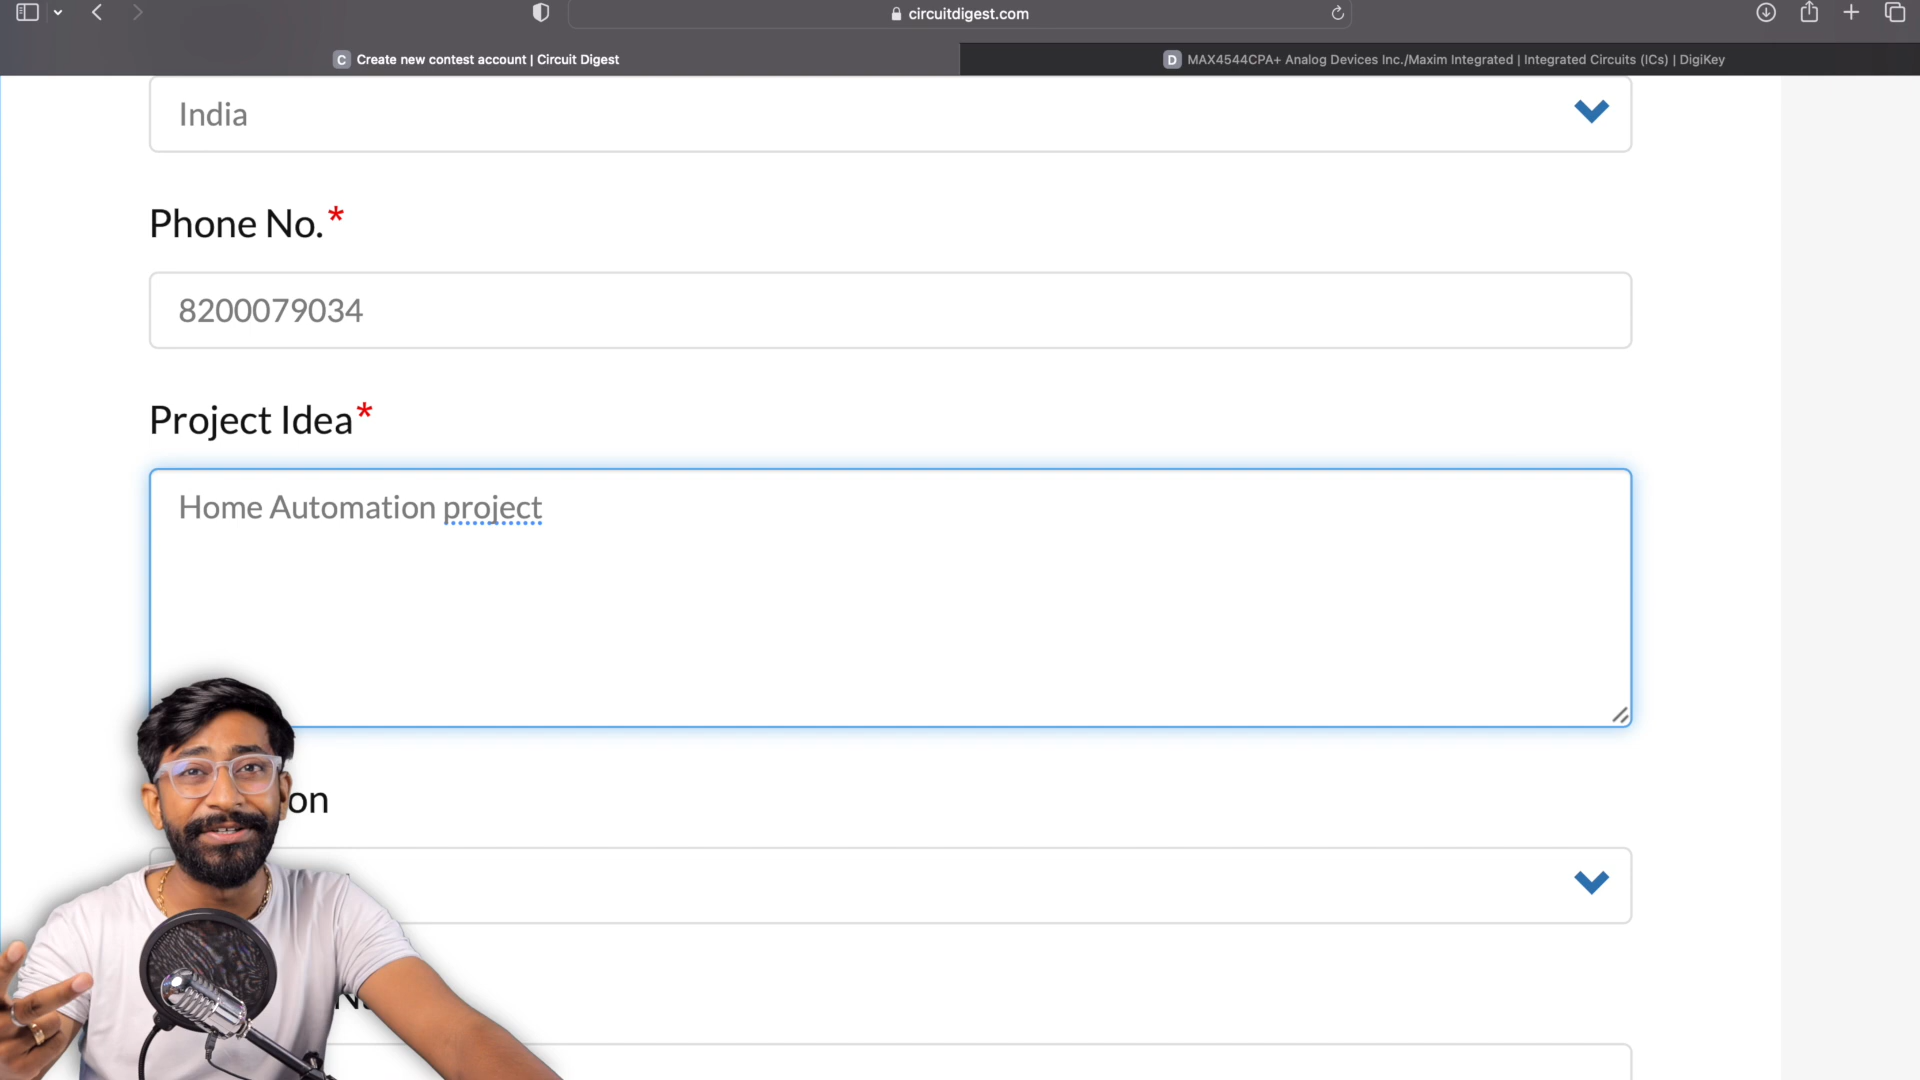 circuitdigest.com
C Create new contest account | Circuit Digest
D MAX4544CPA+ Analog Devices Inc./Maxim Integrated | Integrated Circuits (ICs) | DigiKey
India
Phone No.*
8200079034
Project Idea*
Home Automation project
on